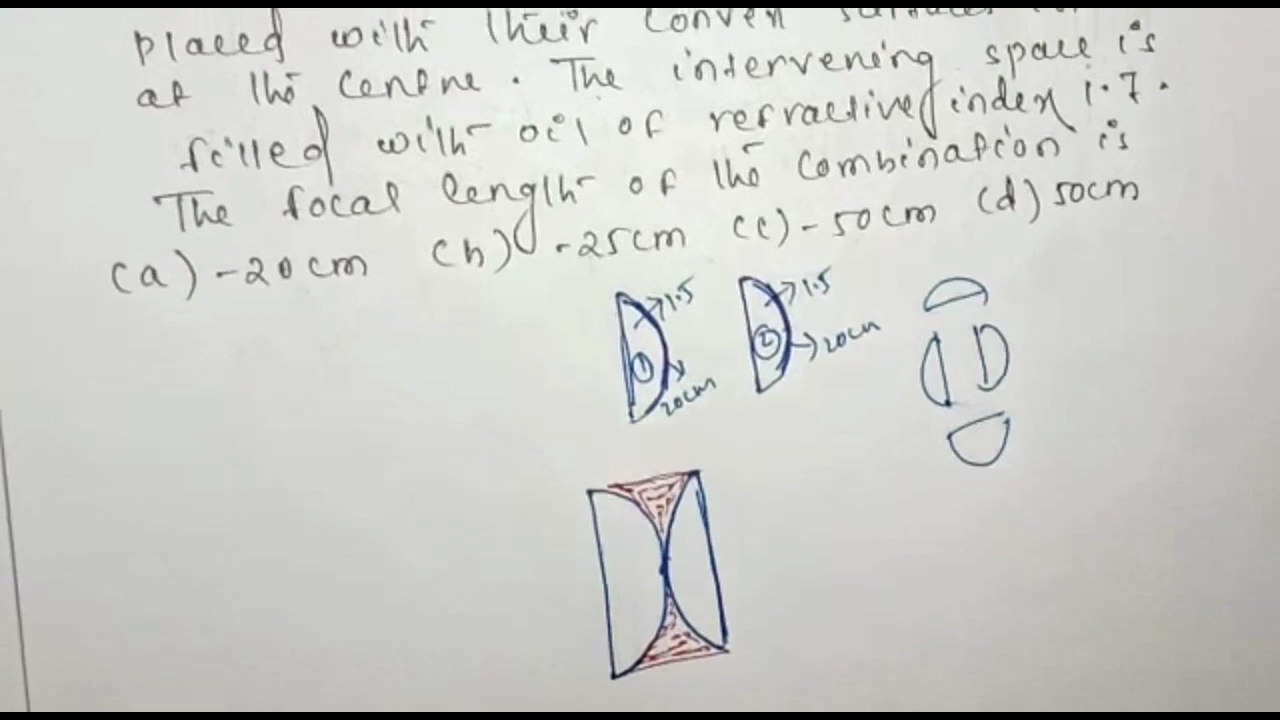 placed with their convex
at the centre. The intervening space is
filled with oil of refractive index 1.7.
The focal length of the combination is
(a) -20cm (b) -25cm (c) -50cm (d) 50cm
1.5 1.5
1 2 20cm
20cm